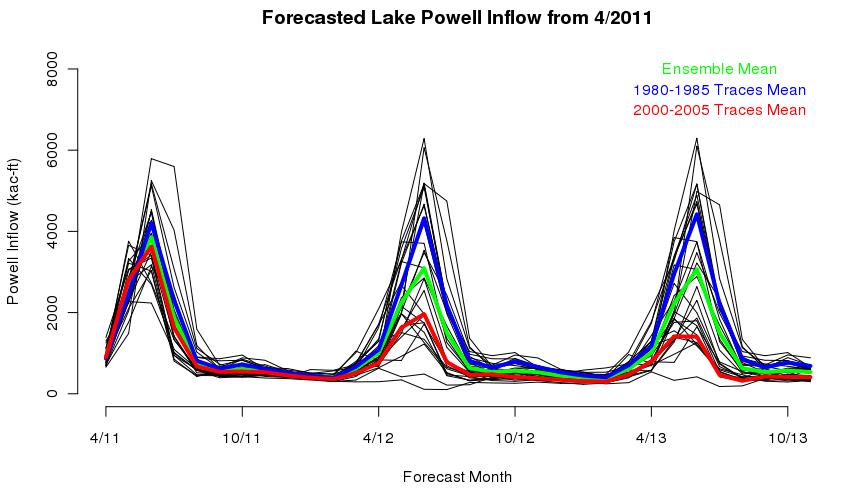 Forecasted Lake Powell Inflow from 4/2011
Ensemble Mean
1980-1985 Traces Mean
2000-2005 Traces Mean
Powell Inflow (kac-ft)
8000
6000
4000
2000
0
4/11 10/11 4/12 10/12 4/13 10/13
Forecast Month